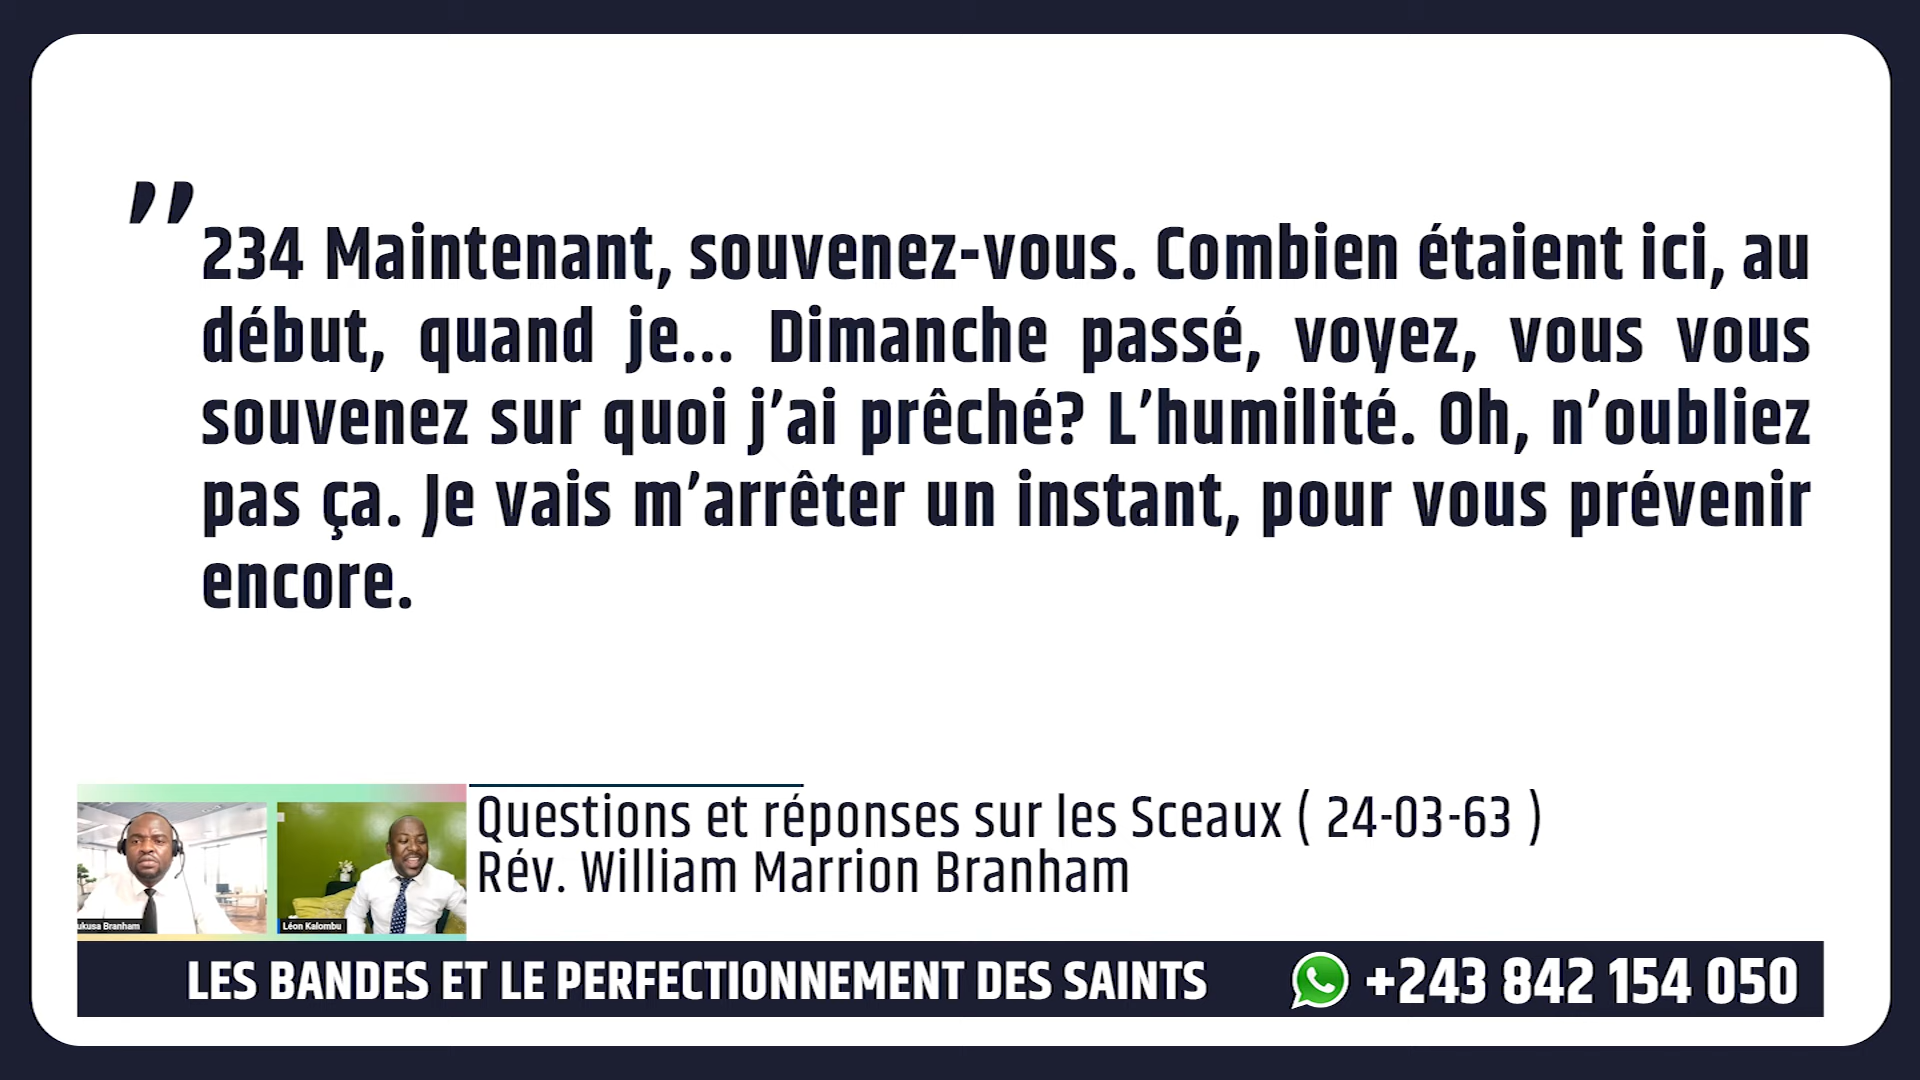 ”
234 Maintenant, souvenez-vous. Combien étaient ici, au
début, quand je... Dimanche passé, voyez, vous vous
souvenez sur quoi j’ai prêché? L’humilité. Oh, n’oubliez
pas ça. Je vais m’arrêter un instant, pour vous prévenir
encore.
Questions et réponses sur les Sceaux ( 24-03-63 )
Rév. William Marrion Branham
ukusa Branham
Léon Kalombu
LES BANDES ET LE PERFECTIONNEMENT DES SAINTS
+243 842 154 050